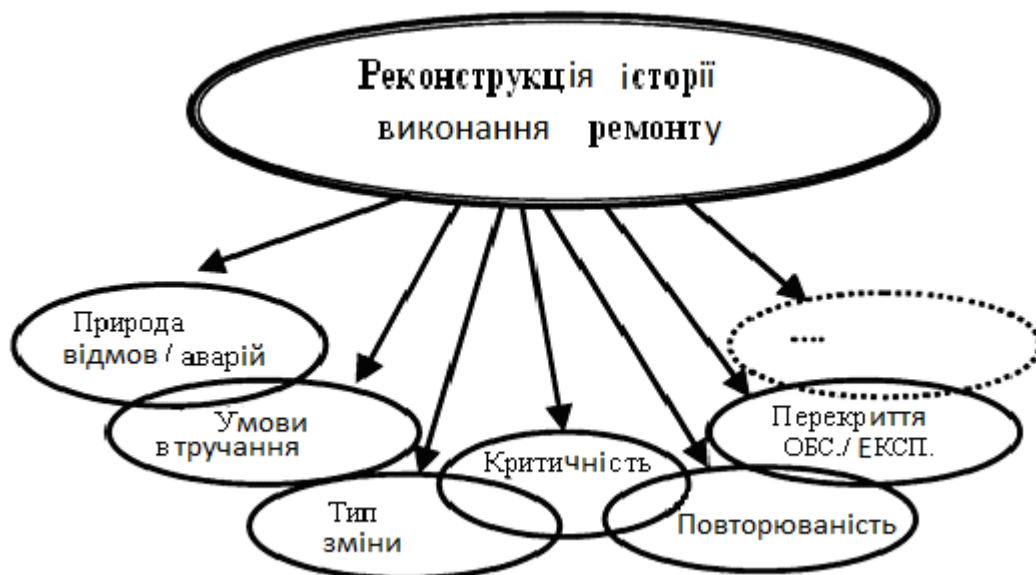 Реконструкція історії
виконання ремонту
Природа
відмов / аварій
Умови
втручання
Тип
зміни
Критичність
Повторюваність
Перекриття
ОБС./ ЕКСП.
....